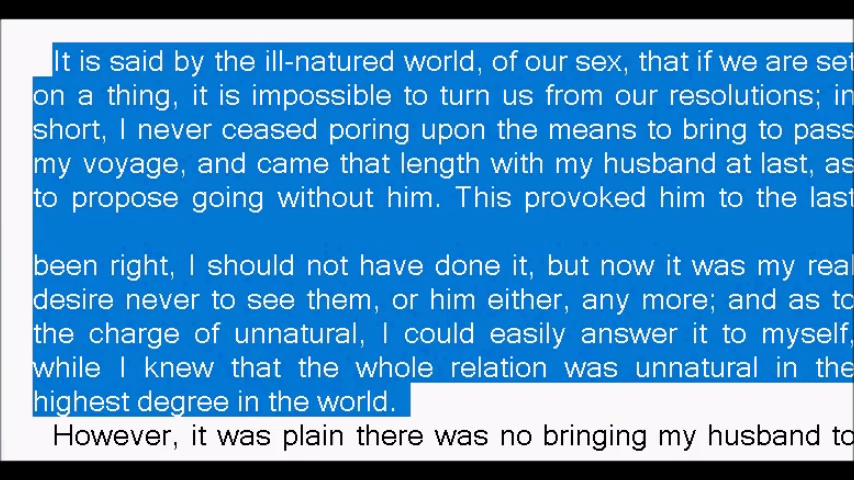 It is said by the ill-natured world, of our sex, that if we are set
on a thing, it is impossible to turn us from our resolutions; in
short, I never ceased poring upon the means to bring to pass
my voyage, and came that length with my husband at last, as
to propose going without him. This provoked him to the last
been right, I should not have done it, but now it was my real
desire never to see them, or him either, any more; and as to
the charge of unnatural, I could easily answer it to myself,
while I knew that the whole relation was unnatural in the
highest degree in the world.
However, it was plain there was no bringing my husband to